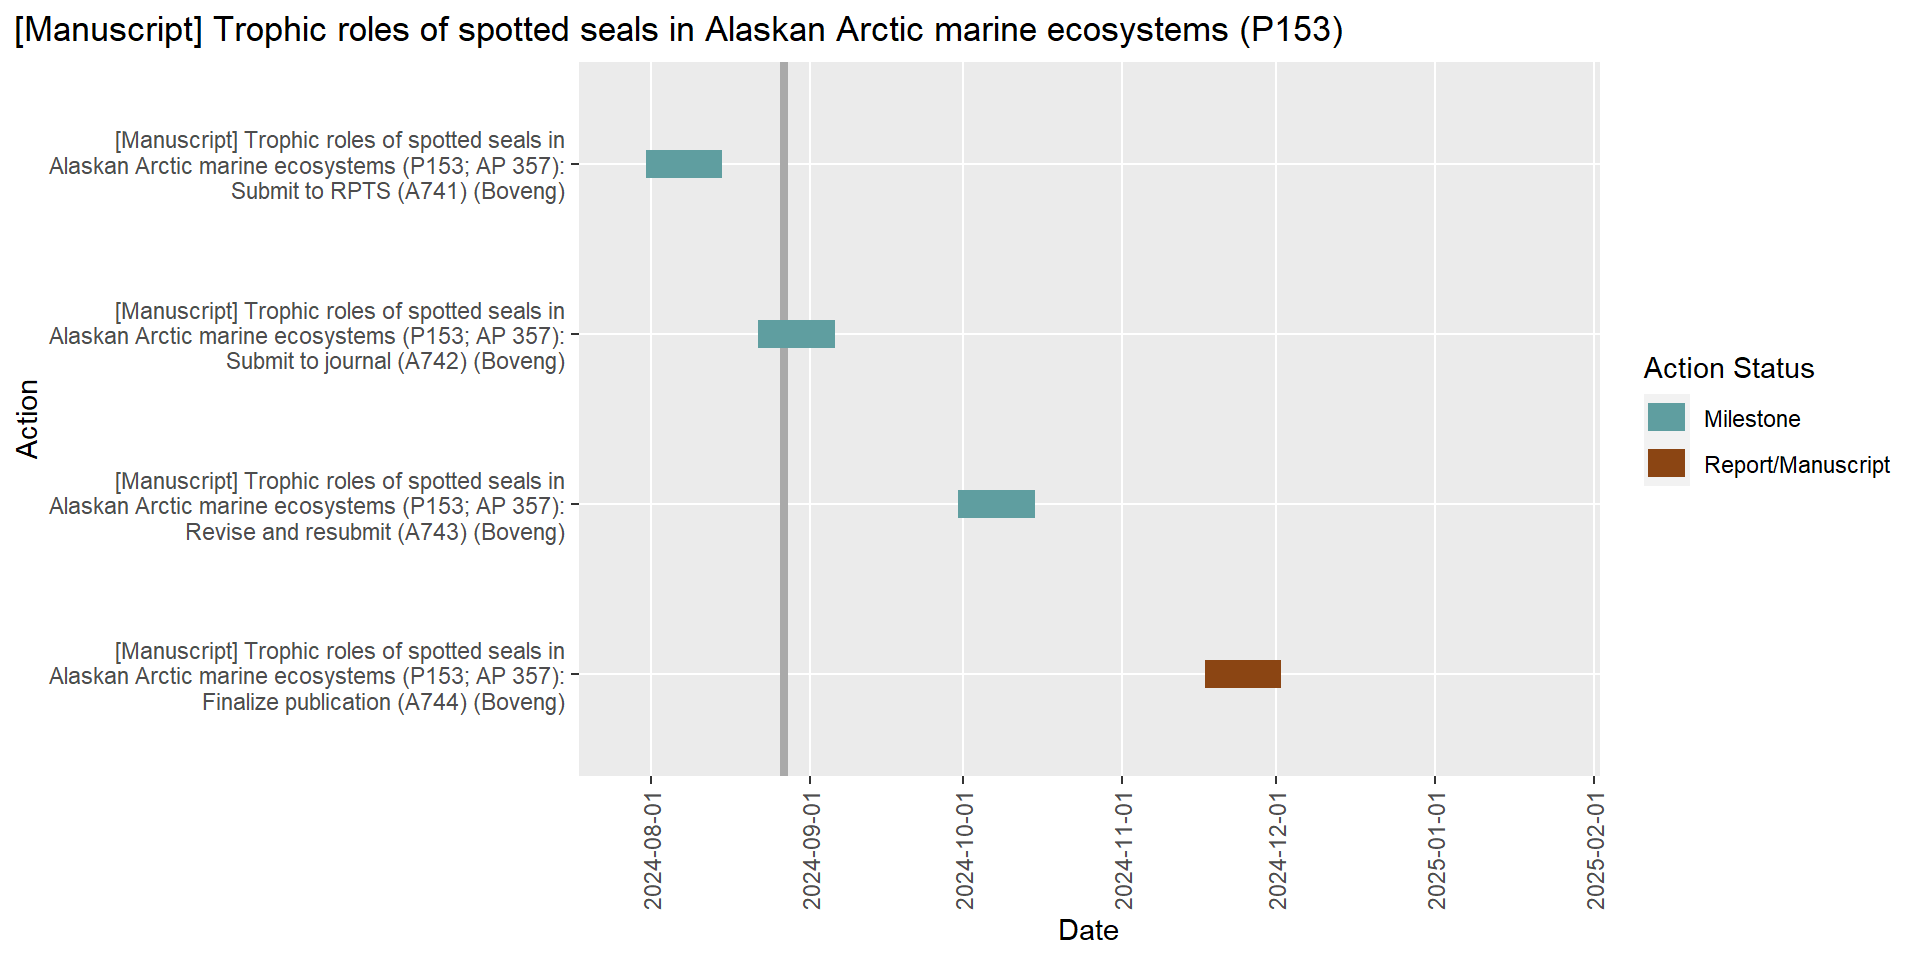 [Manuscript] Trophic roles of spotted seals in Alaskan Arctic marine ecosystems (P153)
[Manuscript] Trophic roles of spotted seals in
Alaskan Arctic marine ecosystems (P153; AP 357):
Submit to RPTS (A741) (Boveng)
[Manuscript] Trophic roles of spotted seals in
Alaskan Arctic marine ecosystems (P153; AP 357):
Submit to journal (A742) (Boveng)
[Manuscript] Trophic roles of spotted seals in
Alaskan Arctic marine ecosystems (P153; AP 357):
Revise and resubmit (A743) (Boveng)
[Manuscript] Trophic roles of spotted seals in
Alaskan Arctic marine ecosystems (P153; AP 357):
Finalize publication (A744) (Boveng)
Action
2024-08-01
2024-09-01
2024-10-01
2024-11-01
2024-12-01
2025-01-01
2025-02-01
Date
Action Status
Milestone
Report/Manuscript